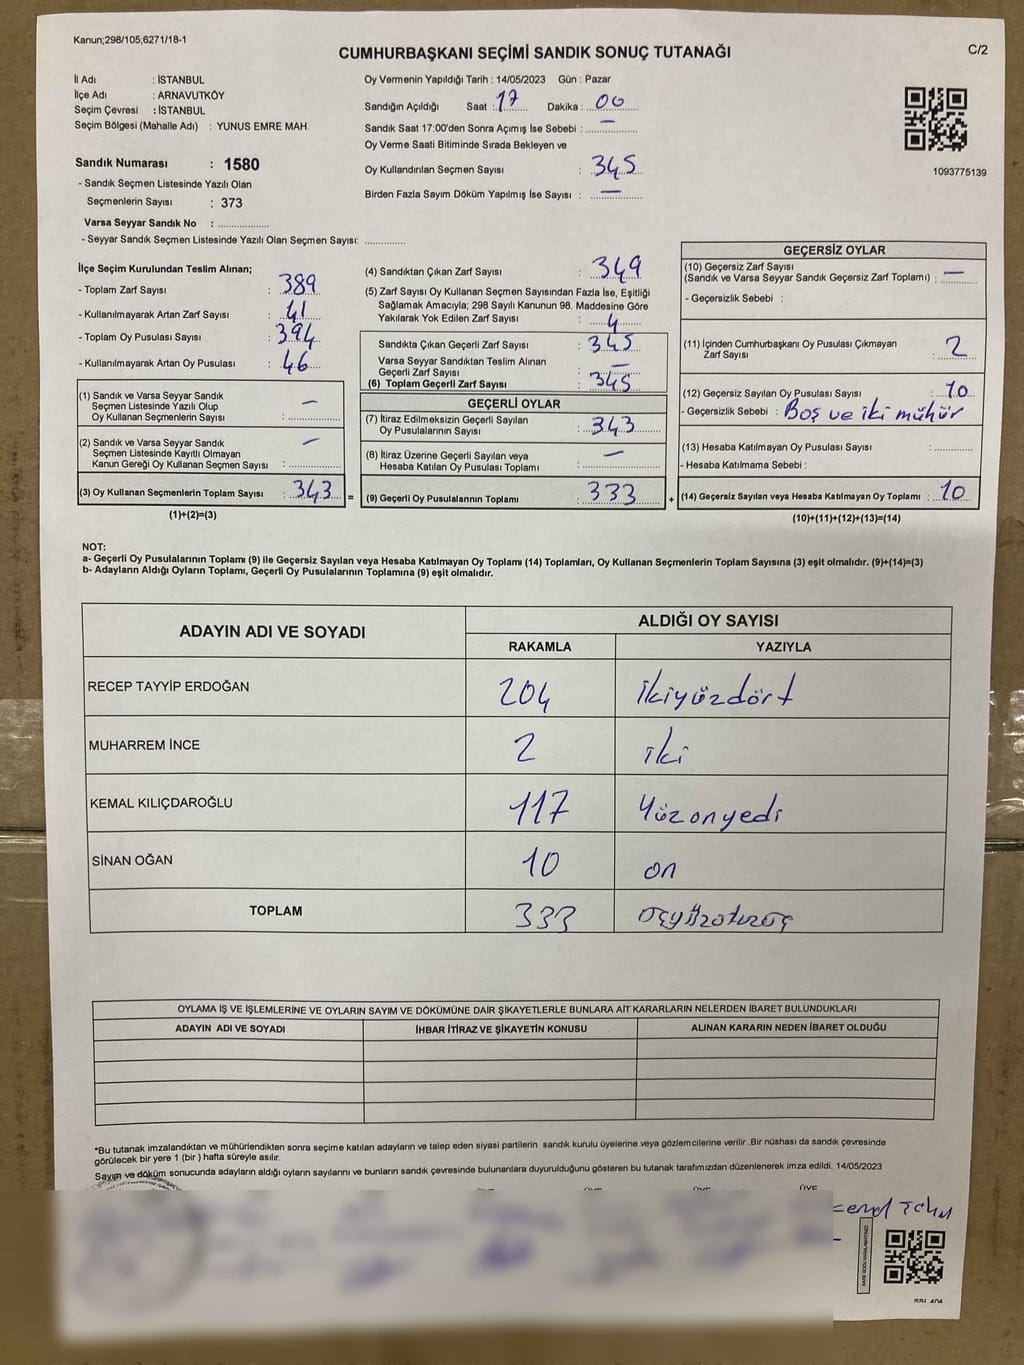 Kanun;298/105;6271/18-1
CUMHURBAŞKANI SEÇİMİ SANDIK SONUÇ TUTANAĞI
C/2
İl Adı : İSTANBUL
İlçe Adı : ARNAVUTKÖY
Seçim Çevresi : İSTANBUL
Seçim Bölgesi (Mahalle Adı) : YUNUS EMRE MAH.
Sandık Numarası : 1580
- Sandık Seçmen Listesinde Yazılı Olan
Seçmenlerin Sayısı : 373
Varsa Seyyar Sandık No : ..................
- Seyyar Sandık Seçmen Listesinde Yazılı Olan Seçmen Sayısı: ..............
Oy Vermenin Yapıldığı Tarih : 14/05/2023 Gün : Pazar
Sandığın Açıldığı Saat : 17 Dakika : 00
Sandık Saat 17:00'den Sonra Açımış İse Sebebi : —
Oy Verme Saati Bitiminde Sırada Bekleyen ve
Oy Kullandırılan Seçmen Sayısı : 345
Birden Fazla Sayım Döküm Yapılmış İse Sayısı : —
1093775139
İlçe Seçim Kurulundan Teslim Alınan;
- Toplam Zarf Sayısı : 389
- Kullanılmayarak Artan Zarf Sayısı : 41
- Toplam Oy Pusulası Sayısı : 394
- Kullanılmayarak Artan Oy Pusulası : 46
(1) Sandık ve Varsa Seyyar Sandık
Seçmen Listesinde Yazılı Olup
Oy Kullanan Seçmenlerin Sayısı : —
(2) Sandık ve Varsa Seyyar Sandık
Seçmen Listesinde Kayıtlı Olmayan
Kanun Gereği Oy Kullanan Seçmen Sayısı : —
(3) Oy Kullanan Seçmenlerin Toplam Sayısı : 343 =
(1)+(2)=(3)
(4) Sandıktan Çıkan Zarf Sayısı : 349
(5) Zarf Sayısı Oy Kullanan Seçmen Sayısından Fazla İse, Eşitliği
Sağlamak Amacıyla; 298 Sayılı Kanunun 98. Maddesine Göre
Yakılarak Yok Edilen Zarf Sayısı : 4
Sandıkta Çıkan Geçerli Zarf Sayısı : 345
Varsa Seyyar Sandıktan Teslim Alınan
Geçerli Zarf Sayısı : —
(6) Toplam Geçerli Zarf Sayısı : 345
GEÇERLİ OYLAR
(7) İtiraz Edilmeksizin Geçerli Sayılan
Oy Pusulalarının Sayısı : 343
(8) İtiraz Üzerine Geçerli Sayılan veya
Hesaba Katılan Oy Pusulası Toplamı : —
(9) Geçerli Oy Pusulalarının Toplamı : 333 +
GEÇERSİZ OYLAR
(10) Geçersiz Zarf Sayısı
(Sandık ve Varsa Seyyar Sandık Geçersiz Zarf Toplamı) : —
- Geçersizlik Sebebi :
(11) İçinden Cumhurbaşkanı Oy Pusulası Çıkmayan
Zarf Sayısı : 2
(12) Geçersiz Sayılan Oy Pusulası Sayısı : 10
- Geçersizlik Sebebi : Boş ve iki mühür
(13) Hesaba Katılmayan Oy Pusulası Sayısı :
- Hesaba Katılmama Sebebi :
(14) Geçersiz Sayılan veya Hesaba Katılmayan Oy Toplamı : 10
(10)+(11)+(12)+(13)=(14)
NOT:
a- Geçerli Oy Pusulalarının Toplamı (9) ile Geçersiz Sayılan veya Hesaba Katılmayan Oy Toplamı (14) Toplamları, Oy Kullanan Seçmenlerin Toplam Sayısına (3) eşit olmalıdır. (9)+(14)=(3)
b- Adayların Aldığı Oyların Toplamı, Geçerli Oy Pusulalarının Toplamına (9) eşit olmalıdır.
ADAYIN ADI VE SOYADI
ALDIĞI OY SAYISI
RAKAMLA YAZIYLA
RECEP TAYYİP ERDOĞAN 204 ikiyüzdört
MUHARREM İNCE 2 iki
KEMAL KILIÇDAROĞLU 117 Yüzonyedi
SİNAN OĞAN 10 on
TOPLAM 333
OYLAMA İŞ VE İŞLEMLERİNE VE OYLARIN SAYIM VE DÖKÜMÜNE DAİR ŞİKAYETLERLE BUNLARA AİT KARARLARIN NELERDEN İBARET BULUNDUKLARI
ADAYIN ADI VE SOYADI İHBAR İTİRAZ VE ŞİKAYETİN KONUSU ALINAN KARARIN NEDEN İBARET OLDUĞU
*Bu tutanak imzalandıktan ve mühürlendikten sonra seçime katılan adayların ve talep eden siyasi partilerin sandık kurulu üyelerine veya gözlemcilerine verilir .Bir nüshası da sandık çevresinde
görülecek bir yere 1 (bir ) hafta süreyle asılır.
Sayım ve döküm sonucunda adayların aldığı oyların sayılarını ve bunların sandık çevresinde bulunanlara duyurulduğunu gösteren bu tutanak tarafımızdan düzenlenerek imza edildi. 14/05/2023
ÜYE